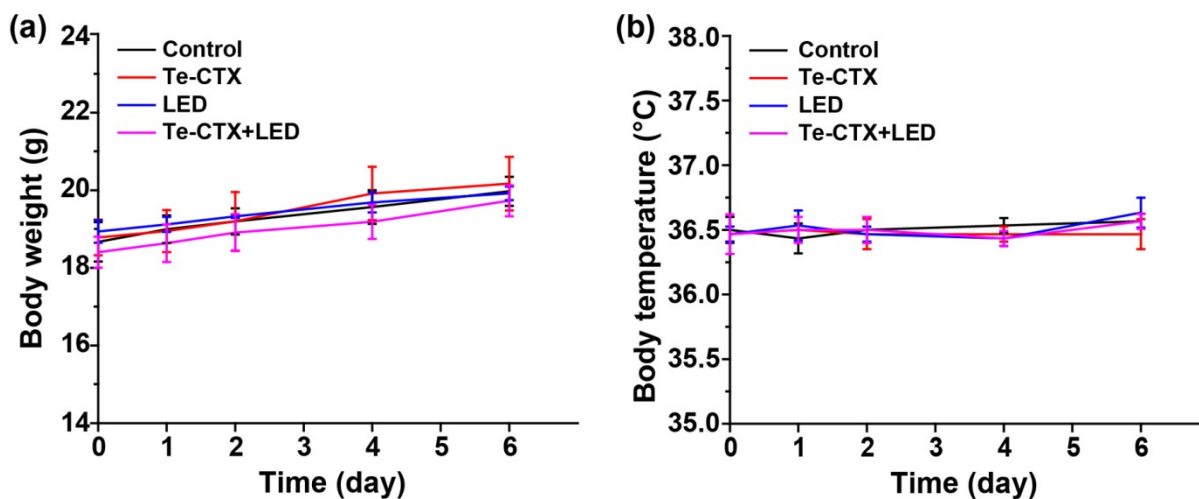 (a)
Body weight (g)
24
22
20
18
16
14
Control
Te-CTX
LED
Te-CTX+LED
0 1 2 3 4 5 6
Time (day)
(b)
Body temperature (°C)
38.0
37.5
37.0
36.5
36.0
35.5
35.0
Control
Te-CTX
LED
Te-CTX+LED
0 1 2 3 4 5 6
Time (day)